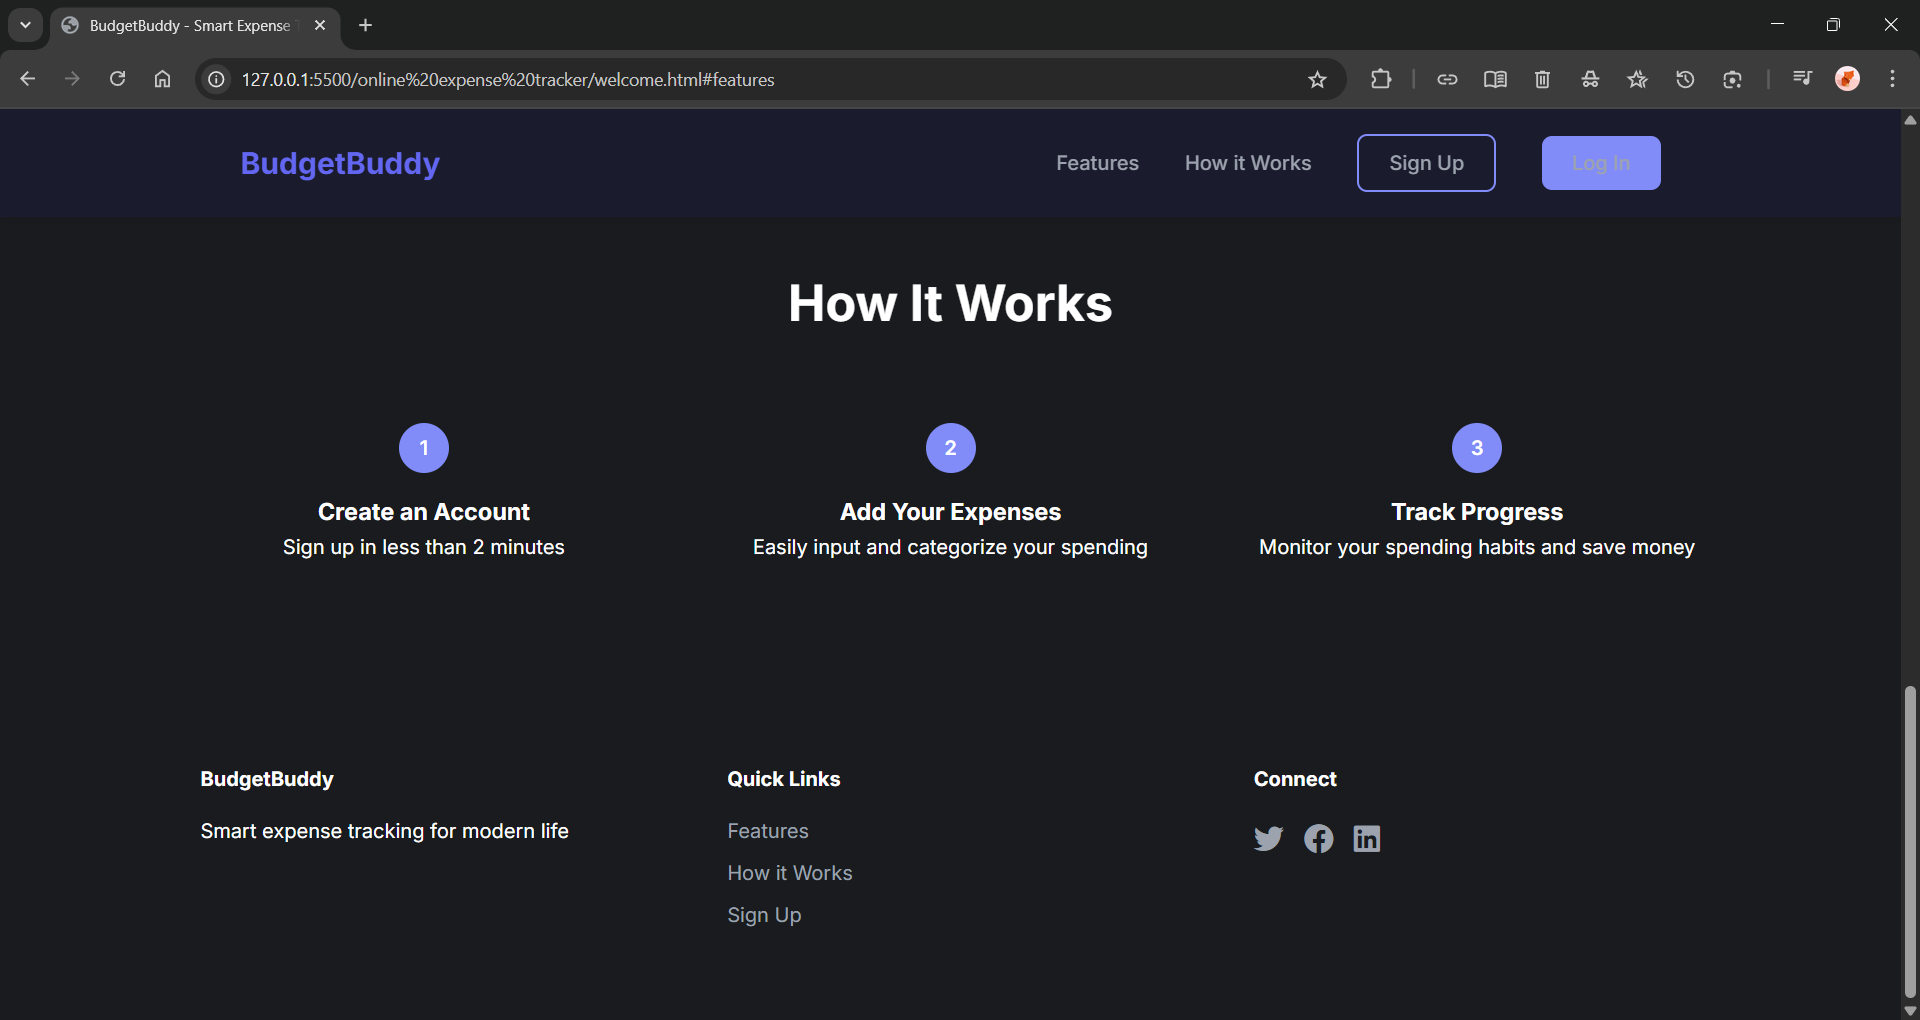 BudgetBuddy - Smart Expense
127.0.0.1:5500/online%20expense%20tracker/welcome.html#features
BudgetBuddy
Features
How it Works
Sign Up
Log In
How It Works
1
2
3
Create an Account
Add Your Expenses
Track Progress
Sign up in less than 2 minutes
Easily input and categorize your spending
Monitor your spending habits and save money
BudgetBuddy
Quick Links
Connect
Smart expense tracking for modern life
Features
How it Works
Sign Up